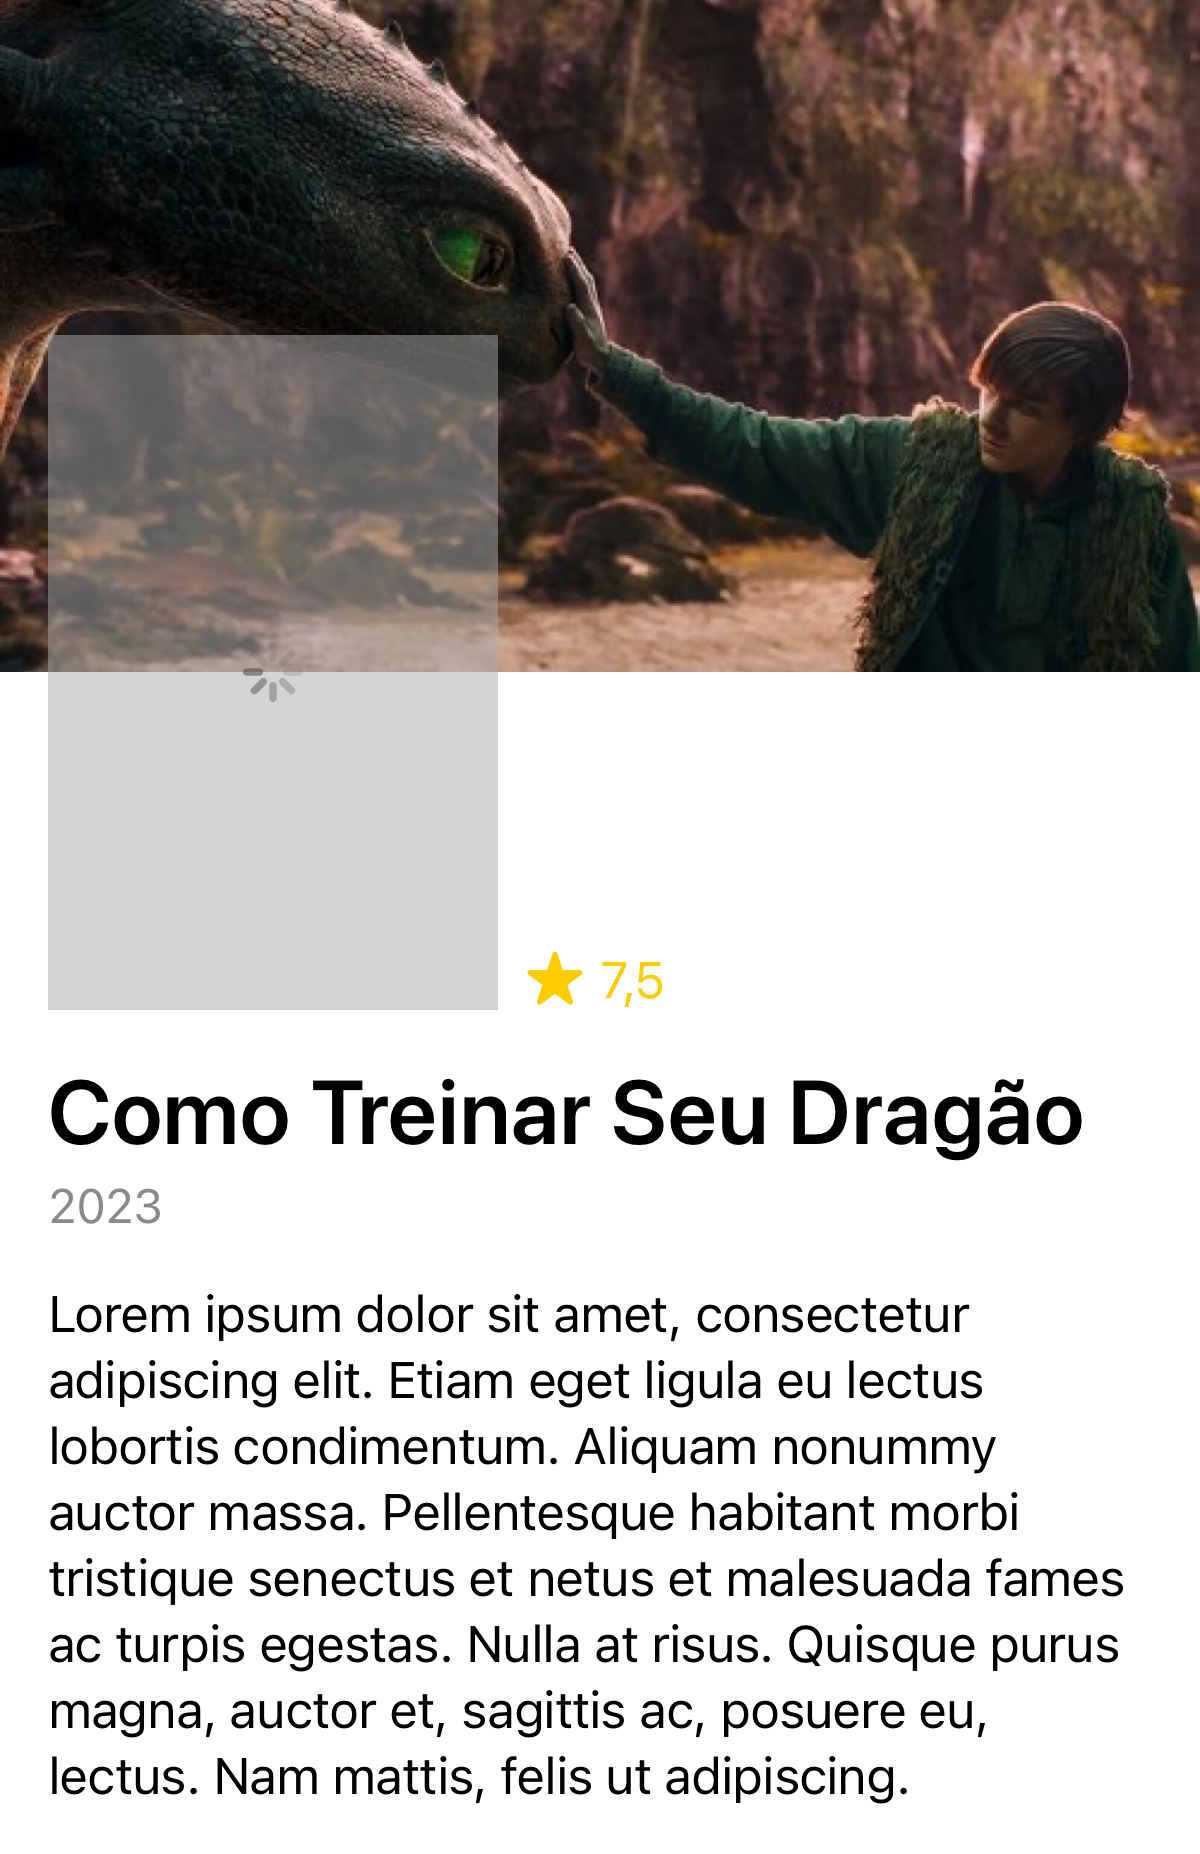 7,5
Como Treinar Seu Dragão
2023
Lorem ipsum dolor sit amet, consectetur
adipiscing elit. Etiam eget ligula eu lectus
lobortis condimentum. Aliquam nonummy
auctor massa. Pellentesque habitant morbi
tristique senectus et netus et malesuada fames
ac turpis egestas. Nulla at risus. Quisque purus
magna, auctor et, sagittis ac, posuere eu,
lectus. Nam mattis, felis ut adipiscing.